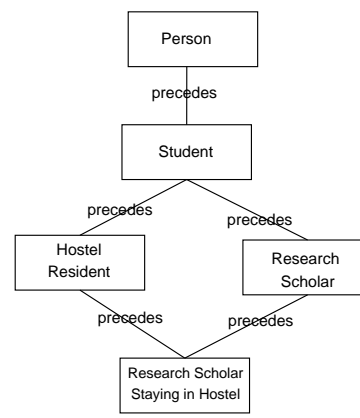 Person
precedes
Student
precedes
precedes
Hostel
Resident
Research
Scholar
precedes
precedes
Research Scholar
Staying in Hostel